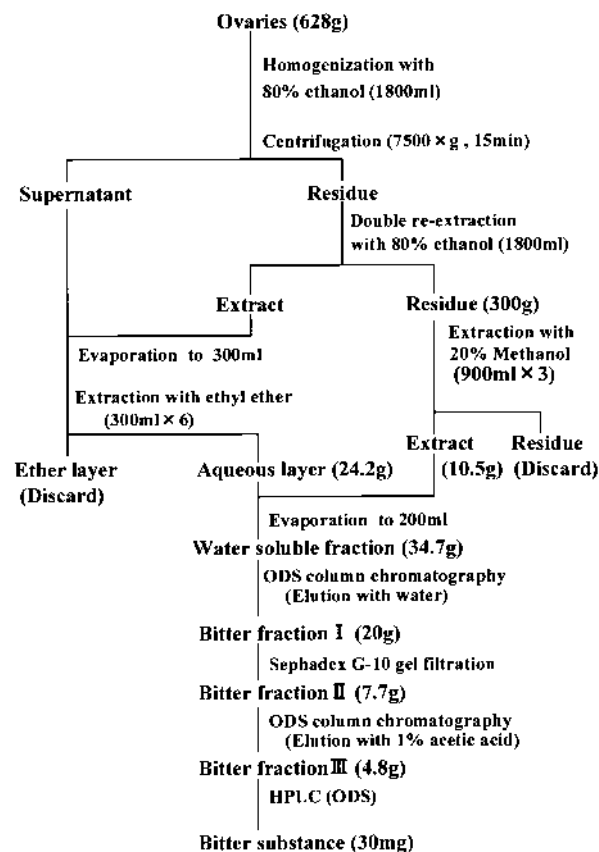 Ovaries (628g)
Homogenization with
80% ethanol (1800ml)
Centrifugation (7500 × g , 15min)
Supernatant
Residue
Double re-extraction
with 80% ethanol (1800ml)
Extract
Residue (300g)
Evaporation to 300ml
Extraction with
20% Methanol
(900ml × 3)
Extraction with ethyl ether
(300ml × 6)
Ether layer
(Discard)
Aqueous layer (24.2g)
Extract
(10.5g)
Residue
(Discard)
Evaporation to 200ml
Water soluble fraction (34.7g)
ODS column chromatography
(Elution with water)
Bitter fraction Ⅰ (20g)
Sephadex G-10 gel filtration
Bitter fraction Ⅱ (7.7g)
ODS column chromatography
(Elution with 1% acetic acid)
Bitter fraction Ⅲ (4.8g)
HPLC (ODS)
Bitter substance (30mg)